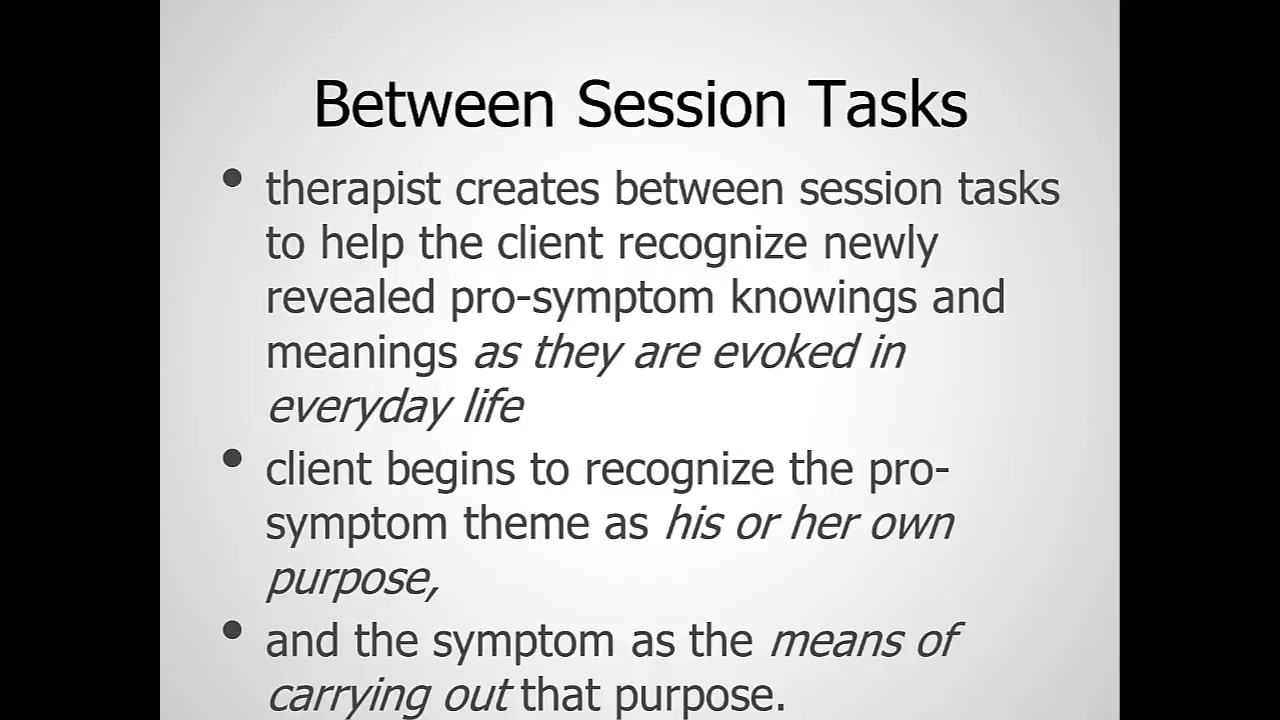 Between Session Tasks
• therapist creates between session tasks
to help the client recognize newly
revealed pro-symptom knowings and
meanings as they are evoked in
everyday life
• client begins to recognize the pro-
symptom theme as his or her own
purpose,
• and the symptom as the means of
carrying out that purpose.